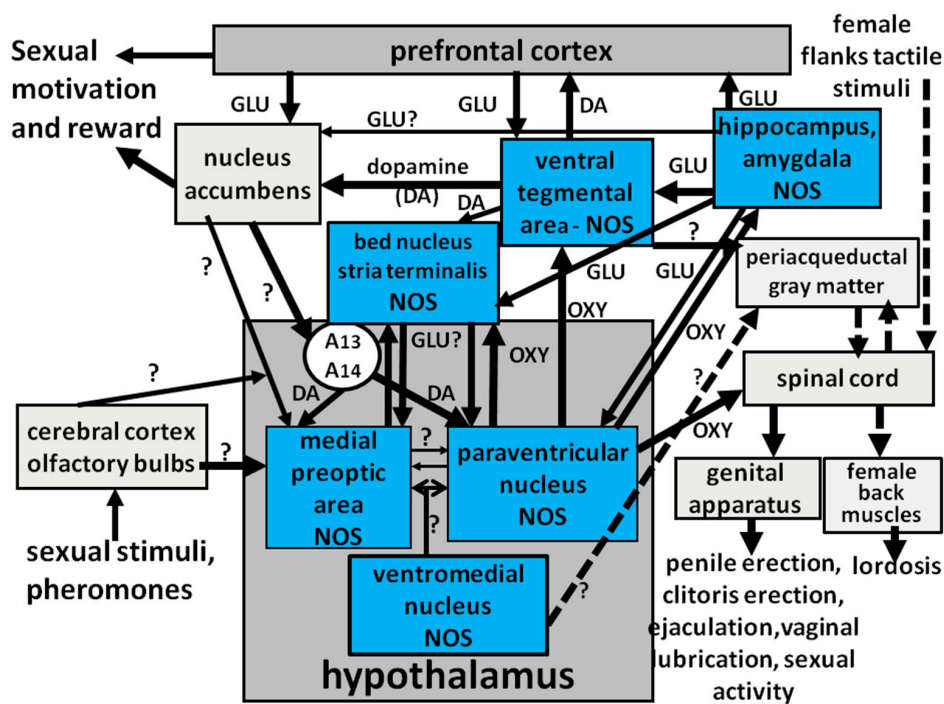 Sexual
motivation
and reward
prefrontal cortex
female
flanks tactile
stimuli
GLU
GLU
DA
GLU
GLU?
nucleus
accumbens
dopamine
(DA)
ventral
tegmental
area - NOS
GLU
hippocampus,
amygdala
NOS
DA
bed nucleus
stria terminalis
NOS
?
?
GLU
GLU
?
periacqueductal
gray matter
A13
A14
GLU?
OXY
OXY
OXY
?
DA
DA
?
spinal cord
OXY
cerebral cortex
olfactory bulbs
?
medial
preoptic
area
NOS
?
?
paraventricular
nucleus
NOS
genital
apparatus
female
back
muscles
sexual stimuli,
pheromones
ventromedial
nucleus
NOS
?
penile erection,
clitoris erection,
ejaculation,vaginal
lubrication, sexual
activity
lordosis
hypothalamus